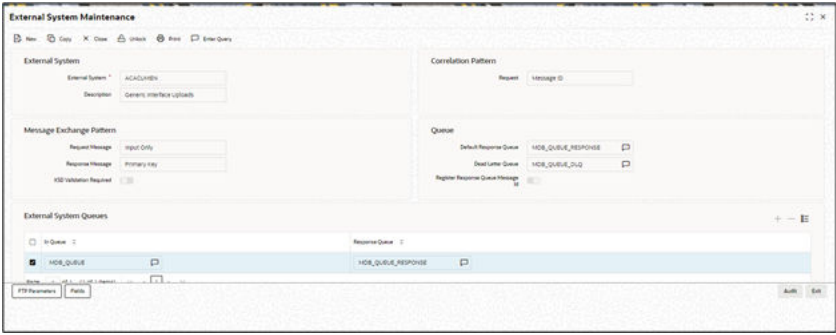 External System Maintenance
New Copy Close Unlock Print Enter Query
External System
External System *
Description Generic Interface Uploads
Correlation Pattern
Request Message ID
Message Exchange Pattern
Request Message Input Only
Response Message Primary Key
XSD Validation Required
Queue
Default Response Queue MDB_QUEUE_RESPONSE
Dead Letter Queue MDB_QUEUE_DLQ
Register Response Queue Message
Id
External System Queues
In Queue Response Queue
MDB_QUEUE MDB_QUEUE_RESPONSE
Page 1
FTP Parameters Fields Audit Exit